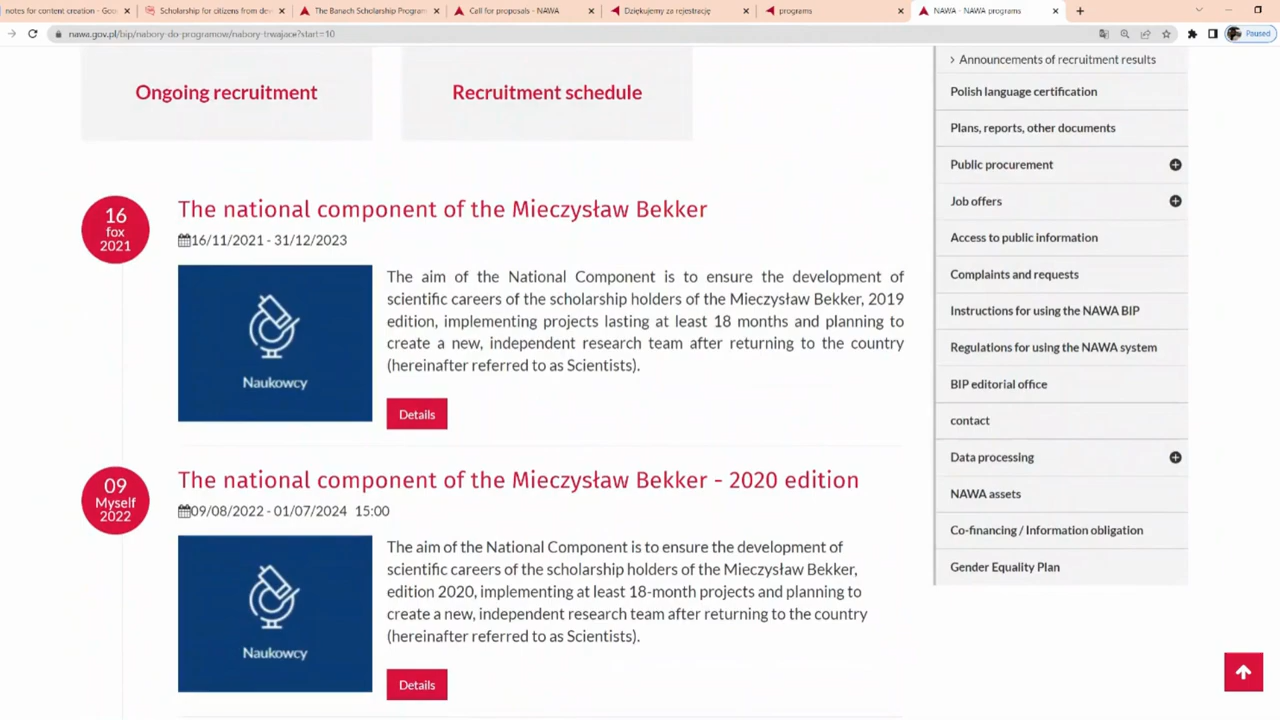 notes for content creation - Goo
Scholarship for citizens from dev
The Banach Scholarship Program
Call for proposals - NAWA
Dziękujemy za rejestrację
programs
NAWA - NAWA programs
nawa.gov.pl/bip/nabory-do-programow/nabory-trwajace?start=10
Paused
Ongoing recruitment
Recruitment schedule
16
fox
2021
The national component of the Mieczysław Bekker
16/11/2021 - 31/12/2023
Naukowcy
The aim of the National Component is to ensure the development of
scientific careers of the scholarship holders of the Mieczysław Bekker, 2019
edition, implementing projects lasting at least 18 months and planning to
create a new, independent research team after returning to the country
(hereinafter referred to as Scientists).
Details
09
Myself
2022
The national component of the Mieczysław Bekker - 2020 edition
09/08/2022 - 01/07/2024 15:00
Naukowcy
The aim of the National Component is to ensure the development of
scientific careers of the scholarship holders of the Mieczysław Bekker,
edition 2020, implementing at least 18-month projects and planning to
create a new, independent research team after returning to the country
(hereinafter referred to as Scientists).
Details
Announcements of recruitment results
Polish language certification
Plans, reports, other documents
Public procurement
Job offers
Access to public information
Complaints and requests
Instructions for using the NAWA BIP
Regulations for using the NAWA system
BIP editorial office
contact
Data processing
NAWA assets
Co-financing / Information obligation
Gender Equality Plan